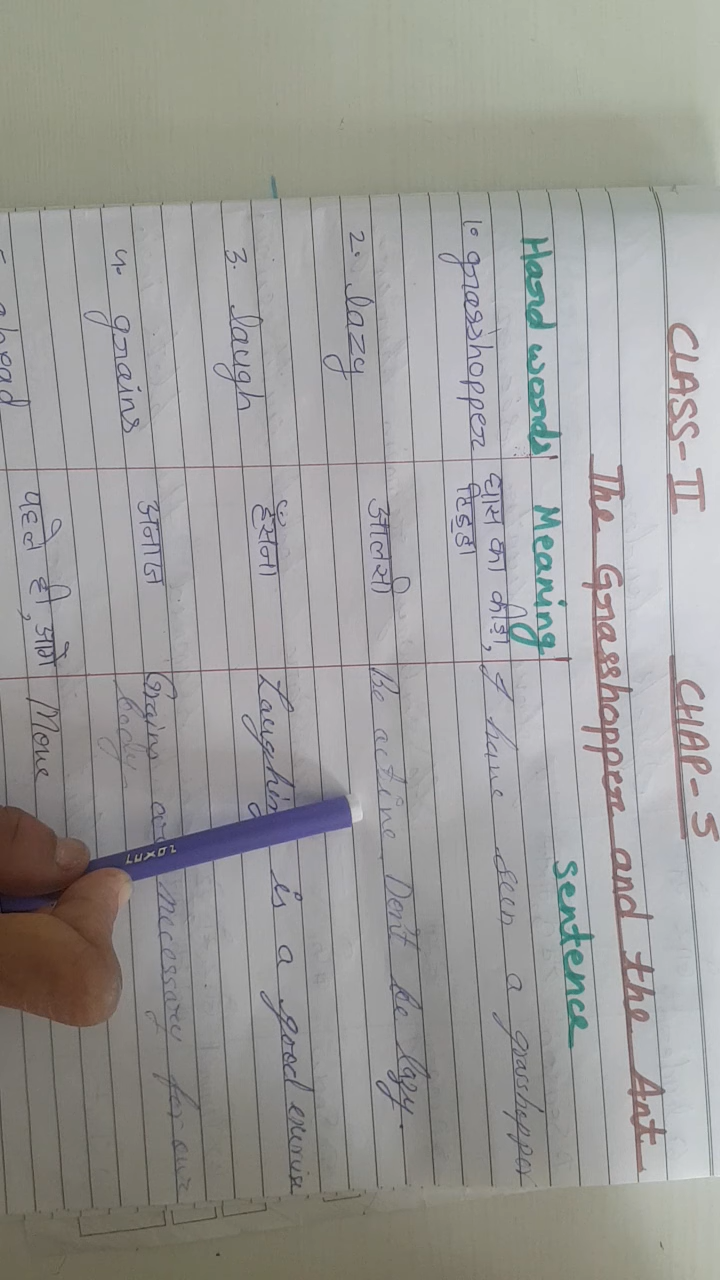 CLASS-II CHAP-5
The Grasshopper and the Ant
Hard words Meaning Sentence
1. grasshopper घास का कीड़ा, I have seen a grasshopper
टिड्डा
2. lazy आलसी Be active. Don't be lazy.
3. laugh हँसना Laughing is a good exercise
4. grains अनाज Grains are necessary for our
body
ahead पहले ही, आगे Move
LUXOR